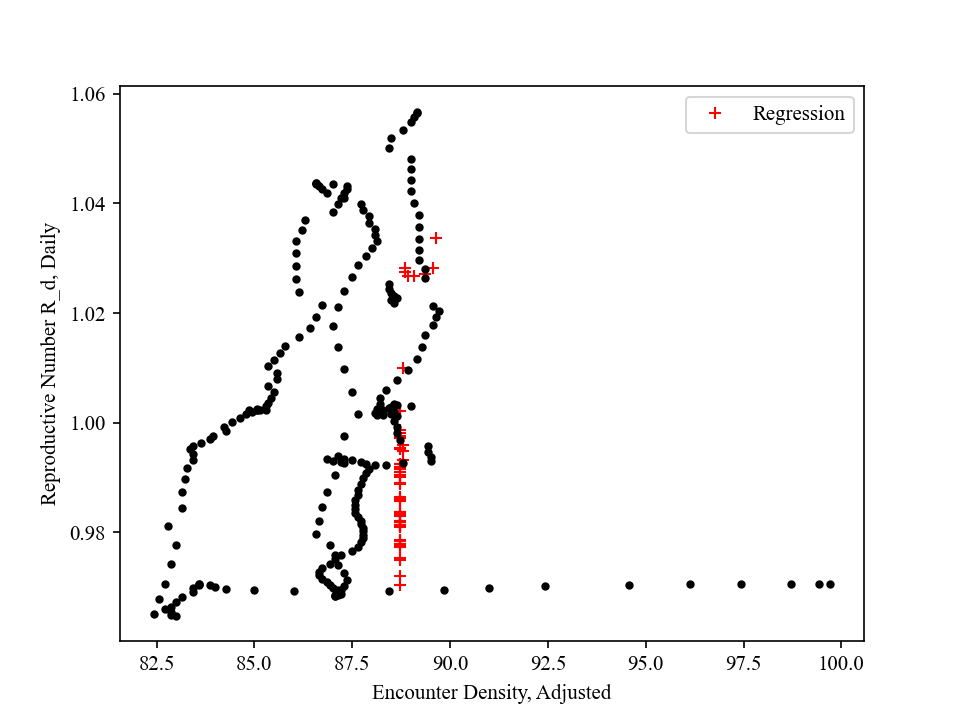 Regression
1.06
1.04
1.02
1.00
0.98
Reproductive Number R_d, Daily
82.5 85.0 87.5 90.0 92.5 95.0 97.5 100.0
Encounter Density, Adjusted